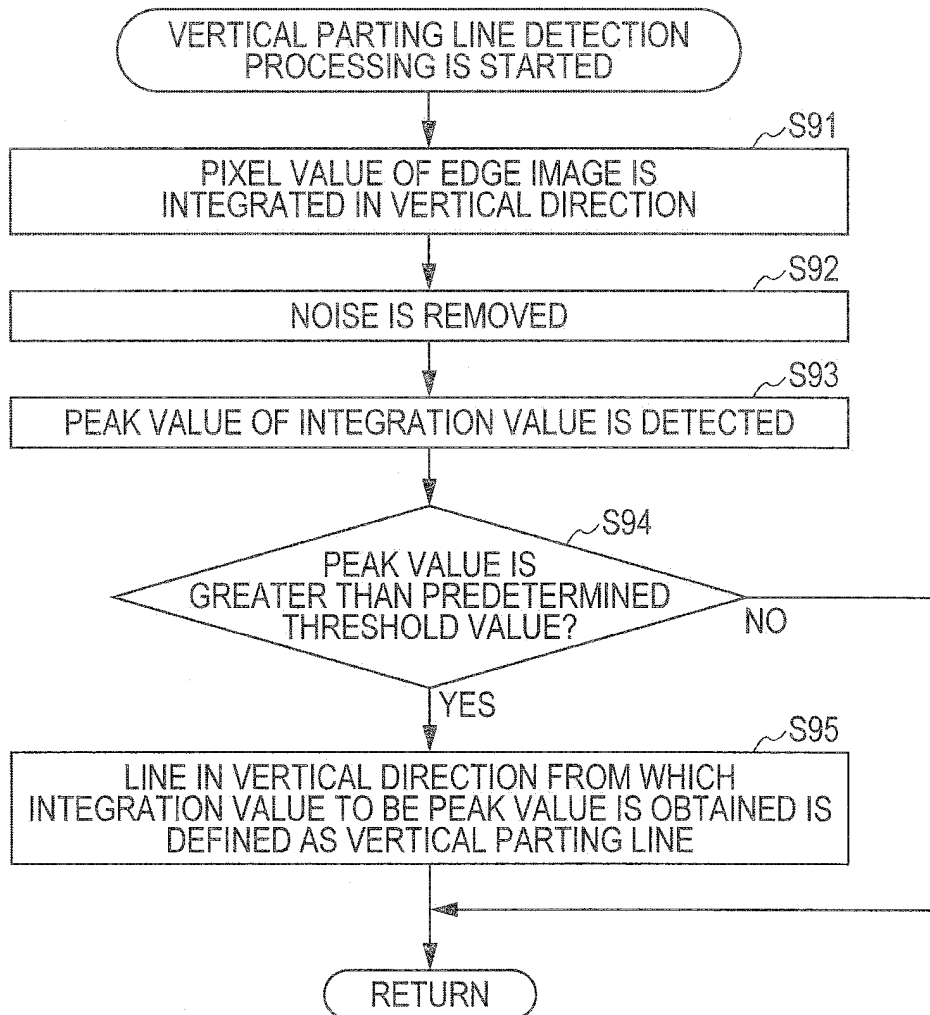 VERTICAL PARTING LINE DETECTION
PROCESSING IS STARTED
S91
PIXEL VALUE OF EDGE IMAGE IS
INTEGRATED IN VERTICAL DIRECTION
S92
NOISE IS REMOVED
S93
PEAK VALUE OF INTEGRATION VALUE IS DETECTED
S94
PEAK VALUE IS
GREATER THAN PREDETERMINED
THRESHOLD VALUE?
NO
YES
S95
LINE IN VERTICAL DIRECTION FROM WHICH
INTEGRATION VALUE TO BE PEAK VALUE IS OBTAINED IS
DEFINED AS VERTICAL PARTING LINE
RETURN